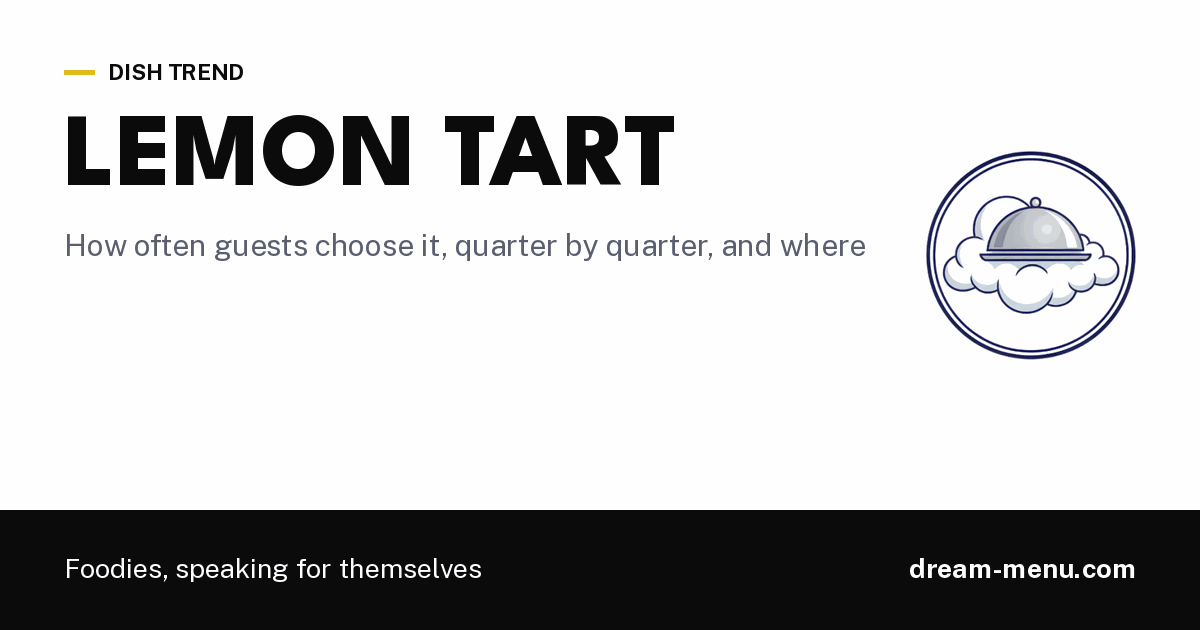 DISH TREND
LEMON TART
How often guests choose it, quarter by quarter, and where
Foodies, speaking for themselves
dream-menu.com